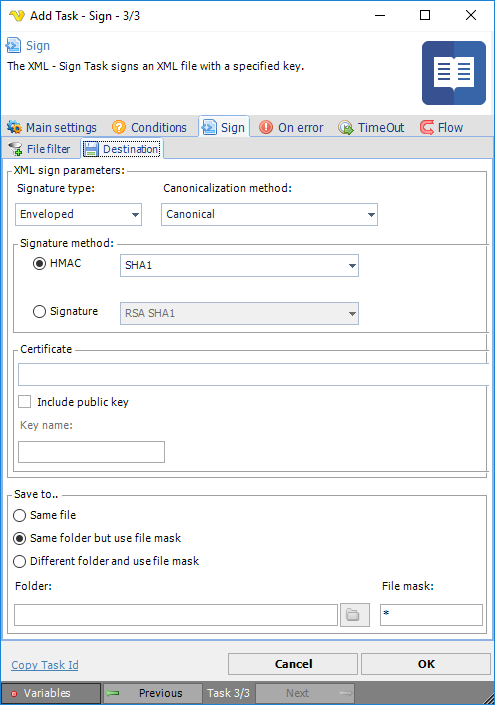 Add Task - Sign - 3/3
Sign
The XML - Sign Task signs an XML file with a specified key.
Main settings Conditions Sign On error TimeOut Flow
File filter Destination
XML sign parameters:
Signature type: Canonicalization method:
Enveloped Canonical
Signature method:
HMAC SHA1
Signature RSA SHA1
Certificate
Include public key
Key name:
Save to..
Same file
Same folder but use file mask
Different folder and use file mask
Folder: File mask:
*
Copy Task Id Cancel OK
Variables Previous Task 3/3 Next